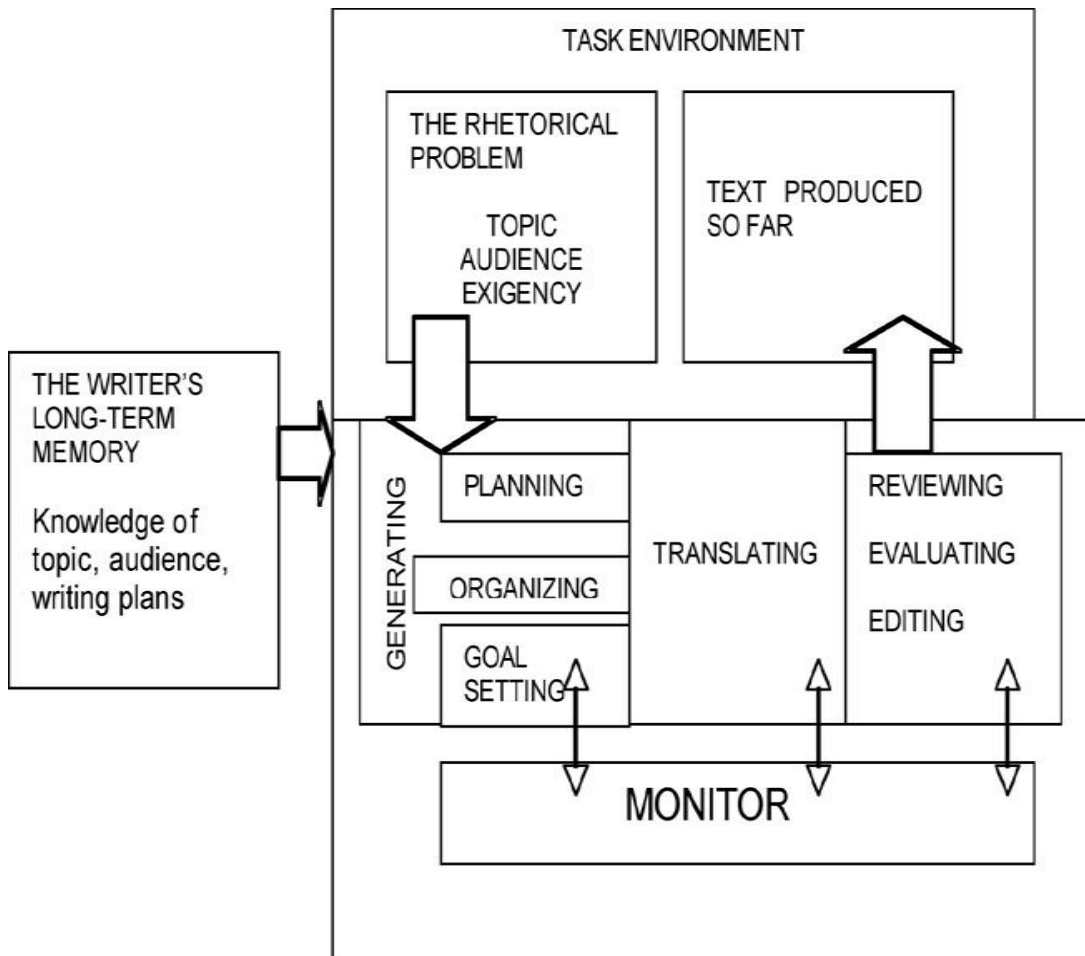 TASK ENVIRONMENT
THE RHETORICAL
PROBLEM
TOPIC
AUDIENCE
EXIGENCY
TEXT PRODUCED
SO FAR
THE WRITER'S
LONG-TERM
MEMORY
Knowledge of
topic, audience,
writing plans
GENERATING
PLANNING
ORGANIZING
GOAL
SETTING
TRANSLATING
REVIEWING
EVALUATING
EDITING
MONITOR